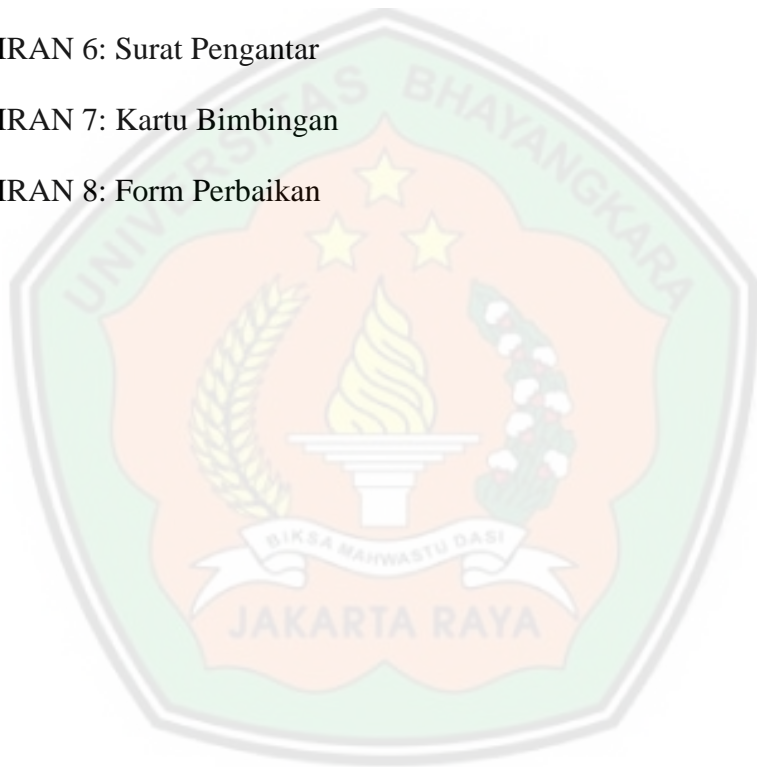 IRAN 6: Surat Pengantar
IRAN 7: Kartu Bimbingan
IRAN 8: Form Perbaikan
UNIVERSITAS BHAYANGKARA
BIKSA MAHWASTU DASI
JAKARTA RAYA